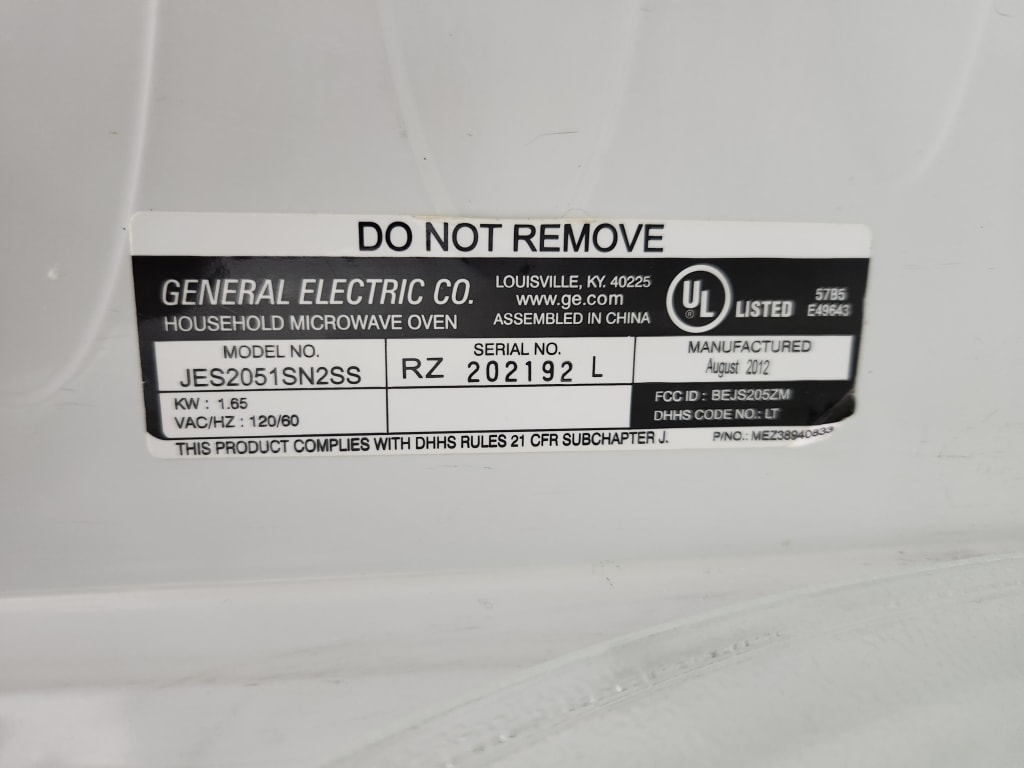 DO NOT REMOVE
GENERAL ELECTRIC CO.
HOUSEHOLD MICROWAVE OVEN
LOUISVILLE, KY. 40225
www.ge.com
ASSEMBLED IN CHINA
UL ® LISTED
57B5
E49643
MODEL NO.
JES2051SN2SS
SERIAL NO.
RZ 202192 L
MANUFACTURED
August 2012
KW : 1.65
VAC/HZ : 120/60
FCC ID : BEJS205ZM
DHHS CODE NO.: LT
THIS PRODUCT COMPLIES WITH DHHS RULES 21 CFR SUBCHAPTER J.
P/NO.: MEZ38940833